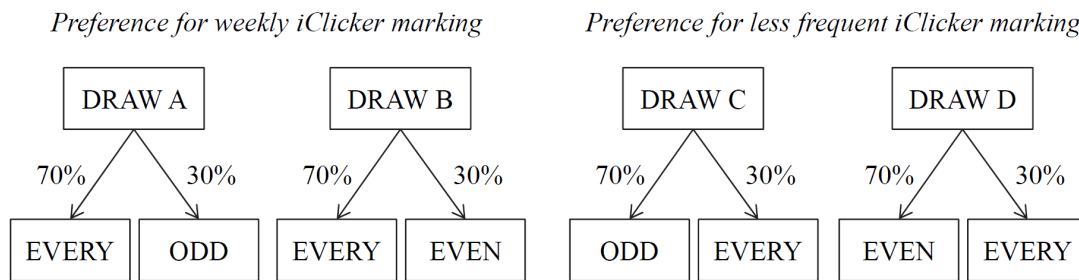 Preference for weekly iClicker marking
Preference for less frequent iClicker marking
DRAW A
DRAW B
DRAW C
DRAW D
70%
30%
70%
30%
70%
30%
70%
30%
EVERY
ODD
EVERY
EVEN
ODD
EVERY
EVEN
EVERY